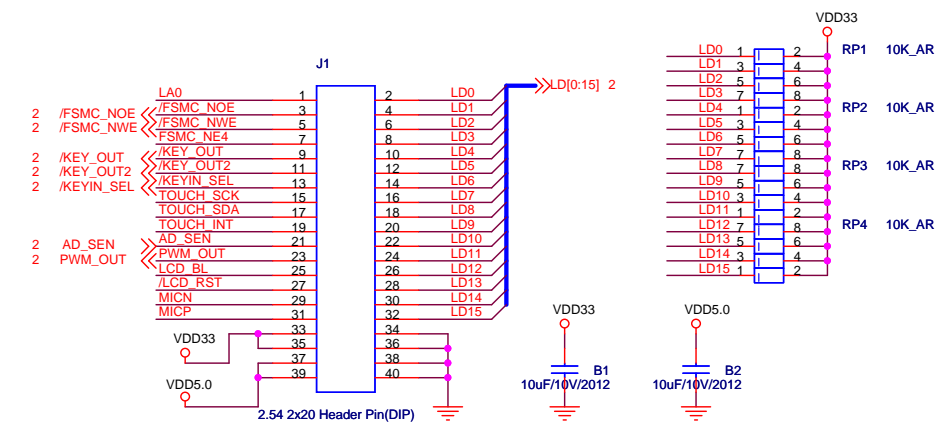 VDD33
J1
LD0 1 2 RP1 10K_AR
LD1 3 4
LD2 5 6
LD3 7 8
LD4 1 2 RP2 10K_AR
LD5 3 4
LD6 5 6
LD7 7 8
LD8 7 8 RP3 10K_AR
LD9 5 6
LD10 3 4
LD11 1 2
LD12 7 8 RP4 10K_AR
LD13 5 6
LD14 3 4
LD15 1 2
LD[0:15] 2
LA0 1 2 LD0
2 /FSMC_NOE /FSMC_NOE 3 4 LD1
2 /FSMC_NWE /FSMC_NWE 5 6 LD2
FSMC_NE4 7 8 LD3
2 /KEY_OUT /KEY_OUT 9 10 LD4
2 /KEY_OUT2 /KEY_OUT2 11 12 LD5
2 /KEYIN_SEL /KEYIN_SEL 13 14 LD6
TOUCH_SCK 15 16 LD7
TOUCH_SDA 17 18 LD8
TOUCH_INT 19 20 LD9
2 AD_SEN AD_SEN 21 22 LD10
2 PWM_OUT PWM_OUT 23 24 LD11
LCD_BL 25 26 LD12
/LCD_RST 27 28 LD13
MICN 29 30 LD14
MICP 31 32 LD15
33 34
VDD33 35 36
37 38
VDD5.0 39 40
2.54 2x20 Header Pin(DIP)
VDD33
B1
10uF/10V/2012
VDD5.0
B2
10uF/10V/2012